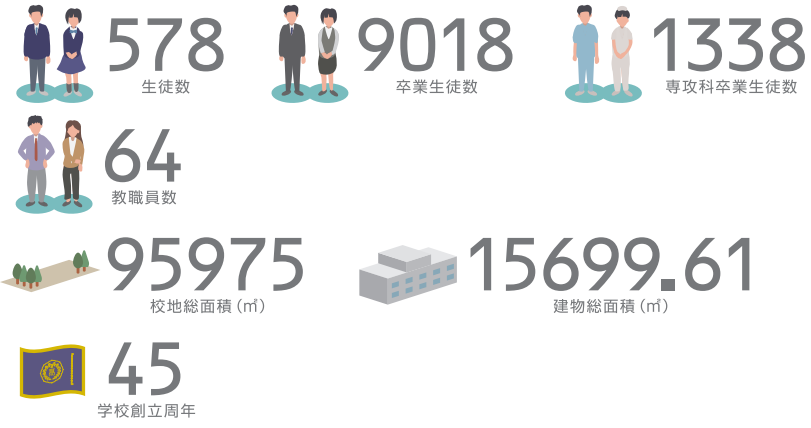 578
生徒数
9018
卒業生徒数
1338
専攻科卒業生徒数
64
教職員数
95975
校地総面積（㎡）
15699.61
建物総面積（㎡）
45
学校創立周年